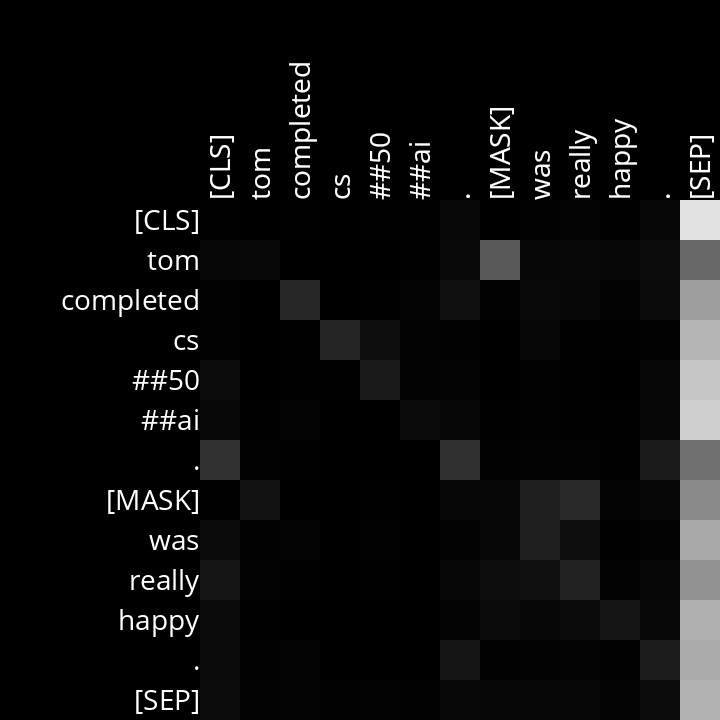 [CLS] tom completed cs ##50 ##ai . [MASK] was really happy . [SEP]
[CLS]
tom
completed
cs
##50
##ai
.
[MASK]
was
really
happy
.
[SEP]